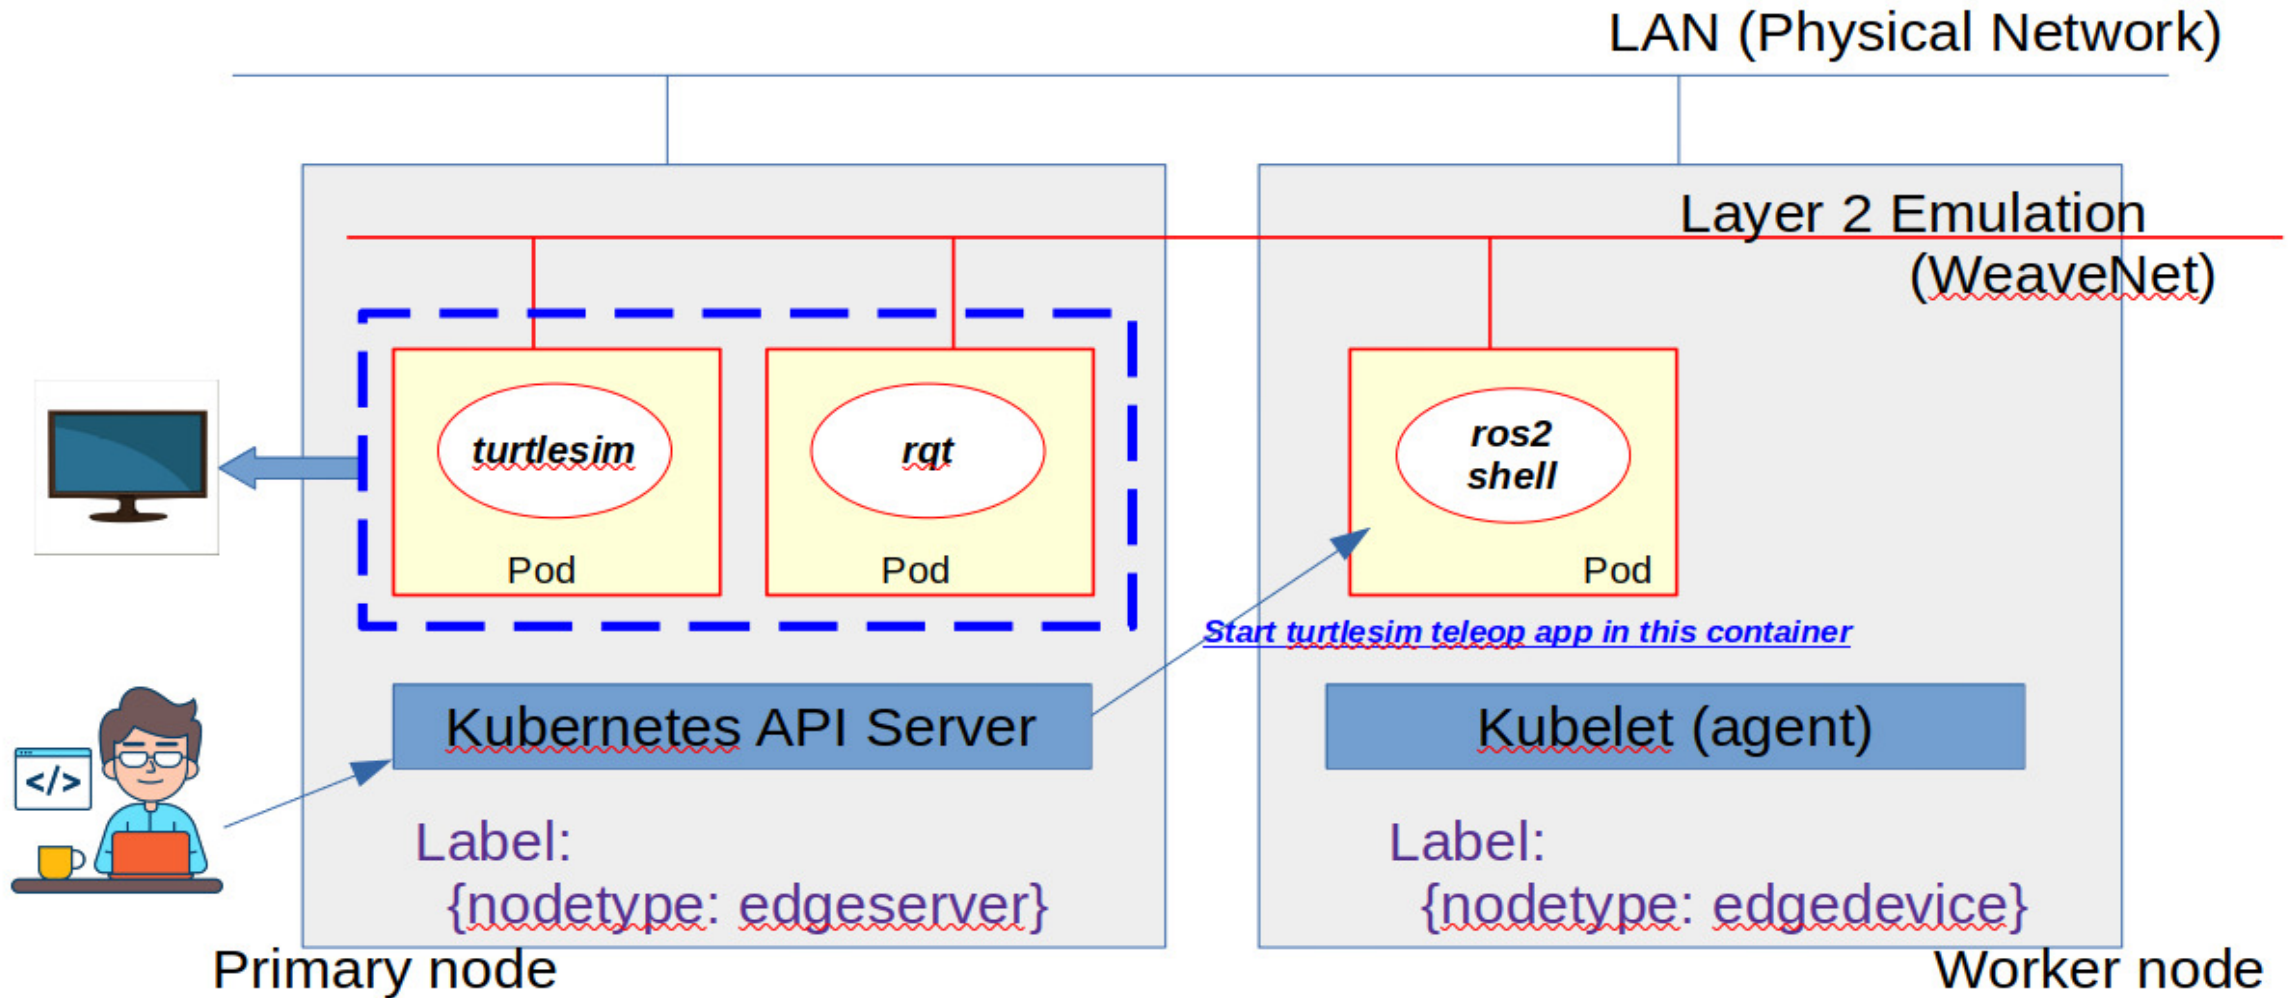 LAN (Physical Network)
Layer 2 Emulation
(WeaveNet)
turtlesim
Pod
rqt
Pod
ros2
shell
Pod
Start turtlesim teleop app in this container
</>
Kubernetes API Server
Kubelet (agent)
Label:
{nodetype: edgeserver}
Label:
{nodetype: edgedevice}
Primary node
Worker node